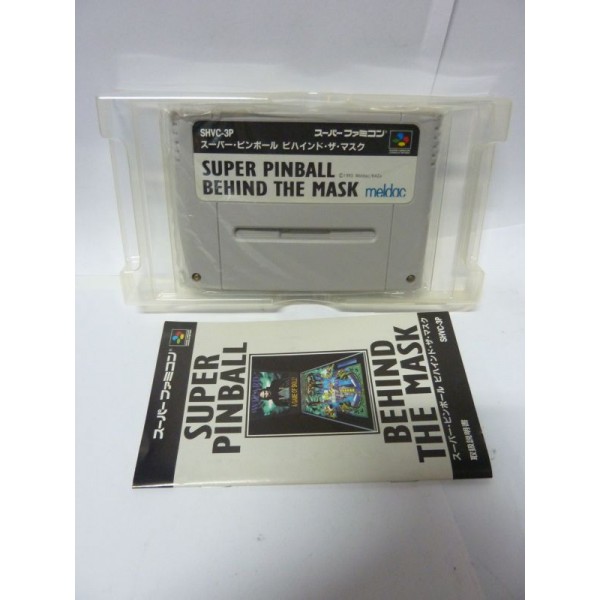 SHVC-3P
スーパーファミコン
スーパー・ピンボール ビハインド・ザ・マスク
SUPER PINBALL
BEHIND THE MASK
meldac
スーパーファミコン
SUPER
PINBALL
BEHIND
THE MASK
スーパー・ピンボール ビハインド・ザ・マスク
取扱説明書
SHVC-3P